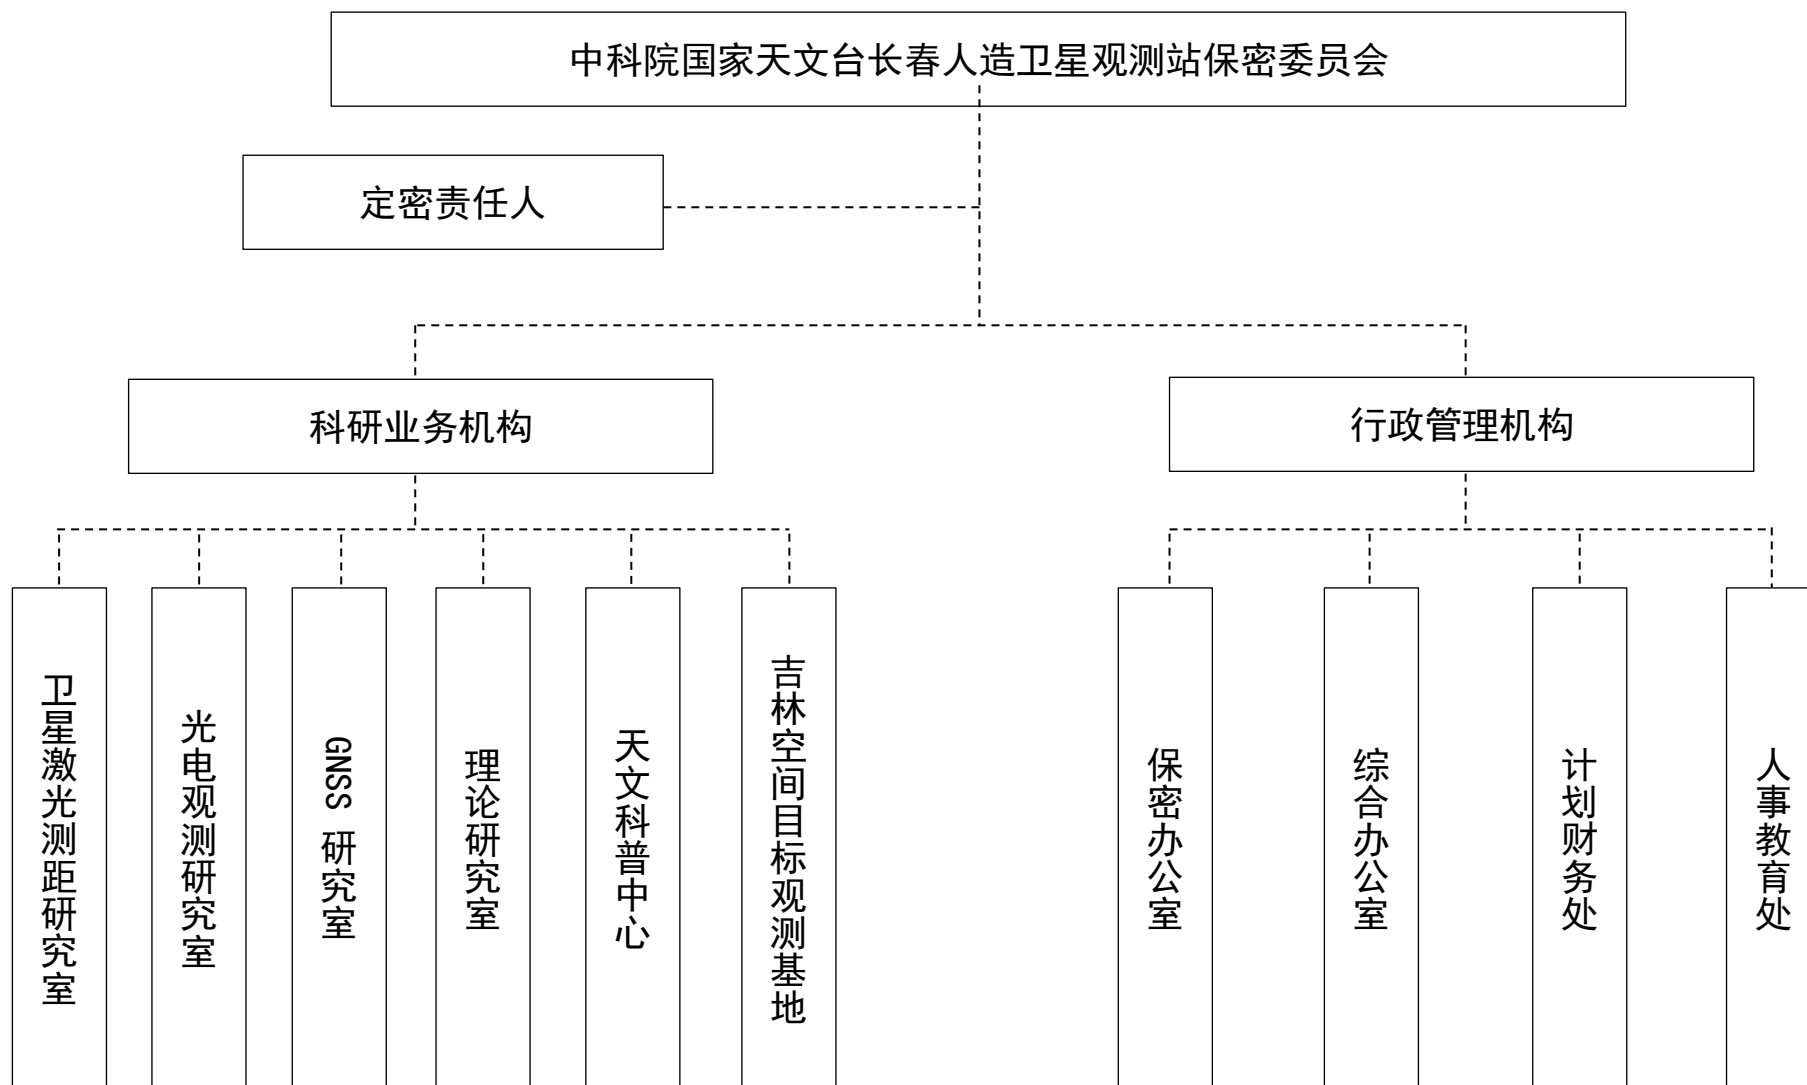 中科院国家天文台长春人造卫星观测站保密委员会
定密责任人
科研业务机构
行政管理机构
卫星激光测距研究室
光电观测研究室
GNSS 研究室
理论研究室
天文科普中心
吉林空间目标观测基地
保密办公室
综合办公室
计划财务处
人事教育处